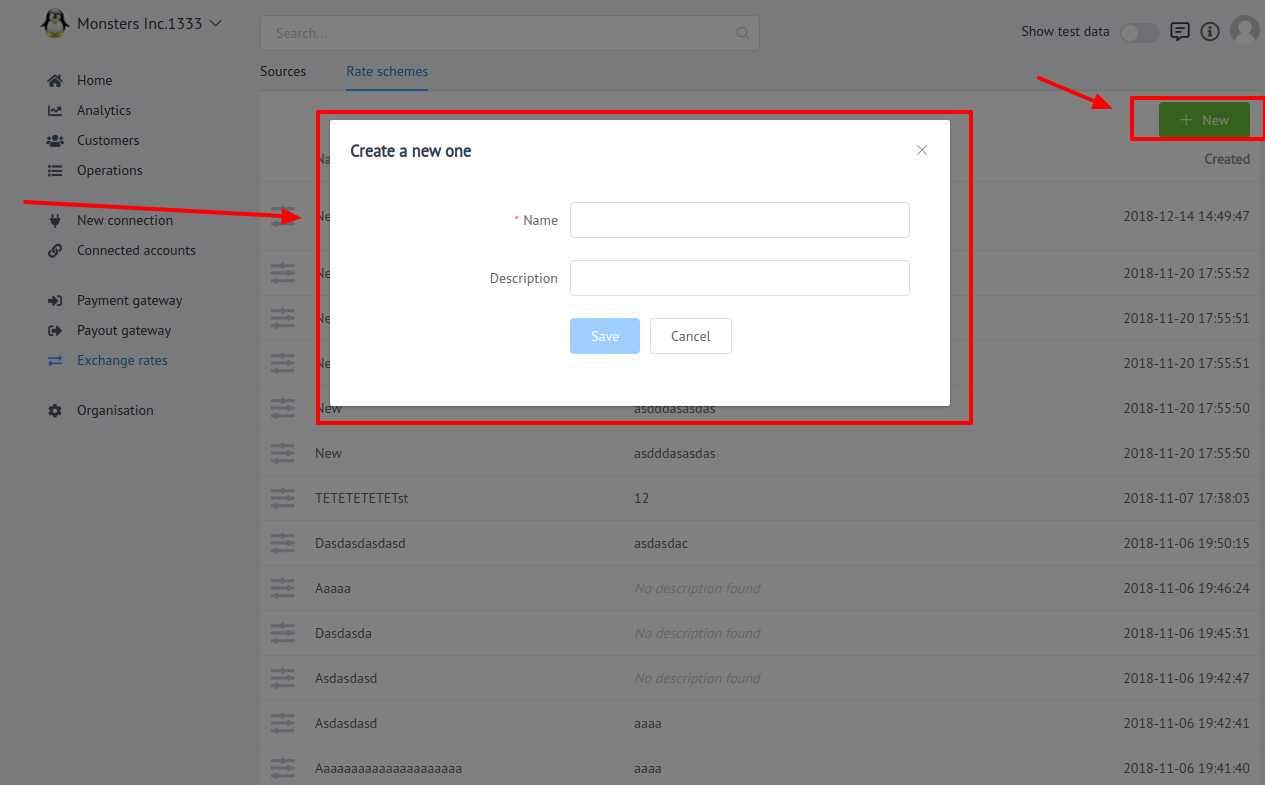 Monsters Inc.1333
Search...
Show test data
Home
Analytics
Customers
Operations
New connection
Connected accounts
Payment gateway
Payout gateway
Exchange rates
Organisation
Sources Rate schemes
+ New
Created
Create a new one
* Name
Description
Save Cancel
2018-12-14 14:49:47
2018-11-20 17:55:52
2018-11-20 17:55:51
2018-11-20 17:55:51
New asdddasasdas 2018-11-20 17:55:50
New asdddasasdas 2018-11-20 17:55:50
TETETETETETst 12 2018-11-07 17:38:03
Dasdasdasdasd asdasdac 2018-11-06 19:50:15
Aaaaa No description found 2018-11-06 19:46:24
Dasdasda No description found 2018-11-06 19:45:31
Asdasdasd No description found 2018-11-06 19:42:47
Asdasdasd aaaa 2018-11-06 19:42:41
Aaaaaaaaaaaaaaaaaaaaa aaaa 2018-11-06 19:41:40